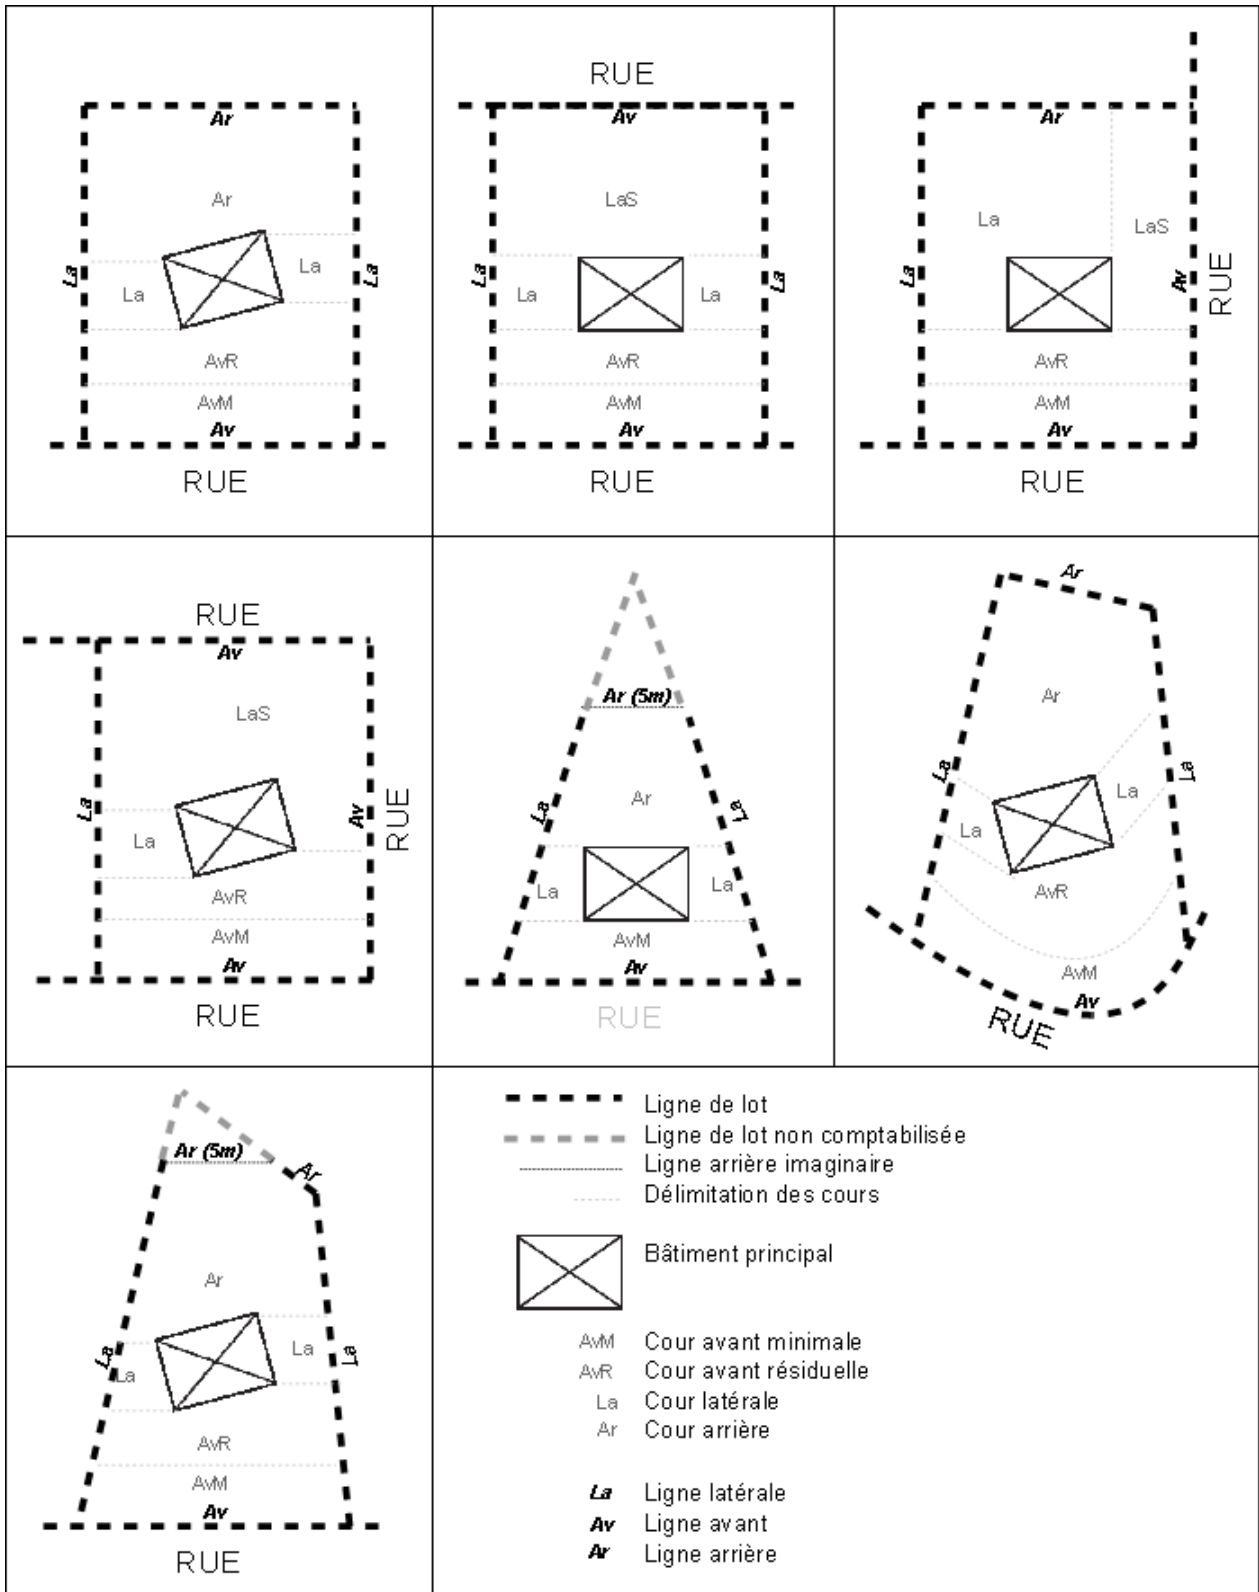 Ar
Ar
La
La
La
La
AvR
AvM
Av
RUE
RUE
Av
LaS
La
La
La
La
AvR
AvM
Av
RUE
Ar
La
LaS
La
Av
RUE
AvR
AvM
Av
RUE
RUE
Av
LaS
La
Av
RUE
La
AvR
AvM
Av
RUE
Ar (5m)
Ar
La
La
La
La
AvM
Av
RUE
Ar
Ar
La
La
La
La
AvR
AvM
Av
RUE
Ar (5m)
Ar
Ar
La
La
La
La
AvR
AvM
Av
RUE
Ligne de lot
Ligne de lot non comptabilisée
Ligne arrière imaginaire
Délimitation des cours
Bâtiment principal
AvM Cour avant minimale
AvR Cour avant résiduelle
La Cour latérale
Ar Cour arrière
La Ligne latérale
Av Ligne avant
Ar Ligne arrière